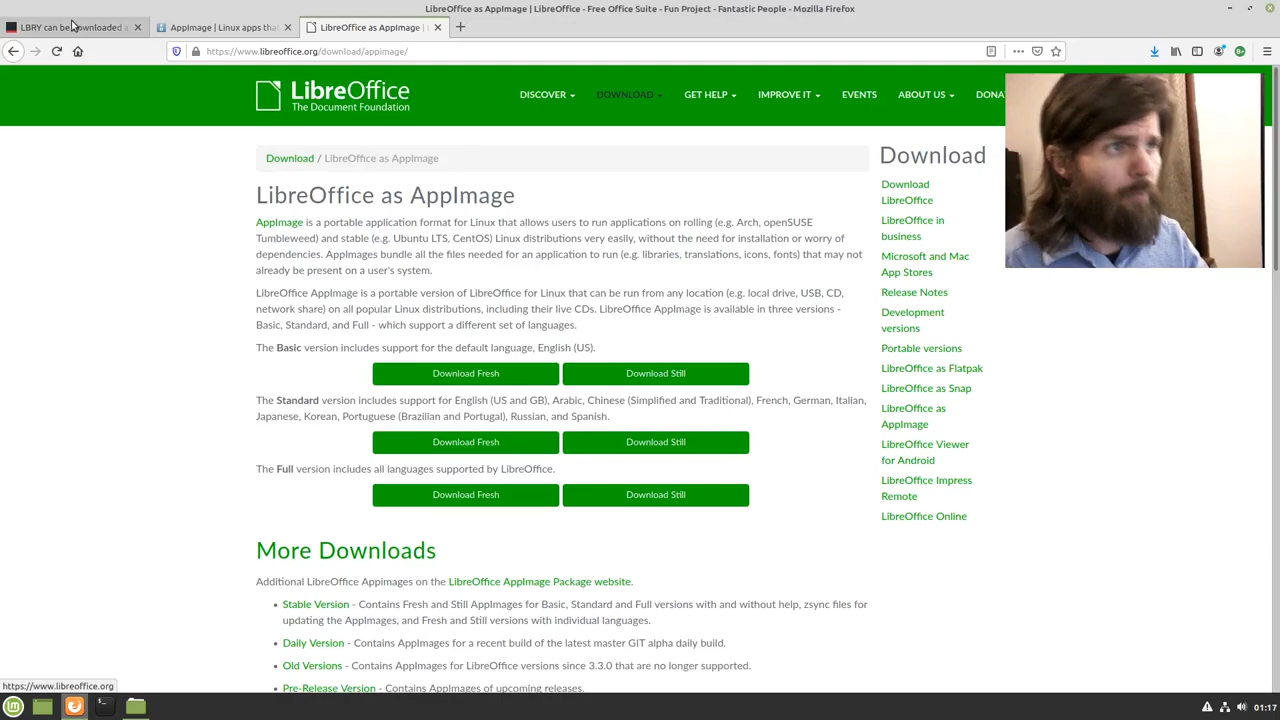 LibreOffice as AppImage | LibreOffice - Free Office Suite - Fun Project - Fantastic People - Mozilla Firefox
LBRY can be downloaded a
AppImage | Linux apps tha
LibreOffice as AppImage |
https://www.libreoffice.org/download/appimage/
LibreOffice
The Document Foundation
DISCOVER
DOWNLOAD
GET HELP
IMPROVE IT
EVENTS
ABOUT US
DONA
Download / LibreOffice as AppImage
LibreOffice as AppImage
AppImage is a portable application format for Linux that allows users to run applications on rolling (e.g. Arch, openSUSE
Tumbleweed) and stable (e.g. Ubuntu LTS, CentOS) Linux distributions very easily, without the need for installation or worry of
dependencies. AppImages bundle all the files needed for an application to run (e.g. libraries, translations, icons, fonts) that may not
already be present on a user's system.
LibreOffice AppImage is a portable version of LibreOffice for Linux that can be run from any location (e.g. local drive, USB, CD,
network share) on all popular Linux distributions, including their live CDs. LibreOffice AppImage is available in three versions -
Basic, Standard, and Full - which support a different set of languages.
The Basic version includes support for the default language, English (US).
Download Fresh
Download Still
The Standard version includes support for English (US and GB), Arabic, Chinese (Simplified and Traditional), French, German, Italian,
Japanese, Korean, Portuguese (Brazilian and Portugal), Russian, and Spanish.
Download Fresh
Download Still
The Full version includes all languages supported by LibreOffice.
Download Fresh
Download Still
More Downloads
Additional LibreOffice Appimages on the LibreOffice AppImage Package website.
Stable Version - Contains Fresh and Still AppImages for Basic, Standard and Full versions with and without help, zsync files for
updating the AppImages, and Fresh and Still versions with individual languages.
Daily Version - Contains AppImages for a recent build of the latest master GIT alpha daily build.
Old Versions - Contains AppImages for LibreOffice versions since 3.3.0 that are no longer supported.
Pre-Release Version - Contains AppImages of upcoming releases.
Download
Download
LibreOffice
LibreOffice in
business
Microsoft and Mac
App Stores
Release Notes
Development
versions
Portable versions
LibreOffice as Flatpak
LibreOffice as Snap
LibreOffice as
AppImage
LibreOffice Viewer
for Android
LibreOffice Impress
Remote
LibreOffice Online
https://www.libreoffice.org
01:17